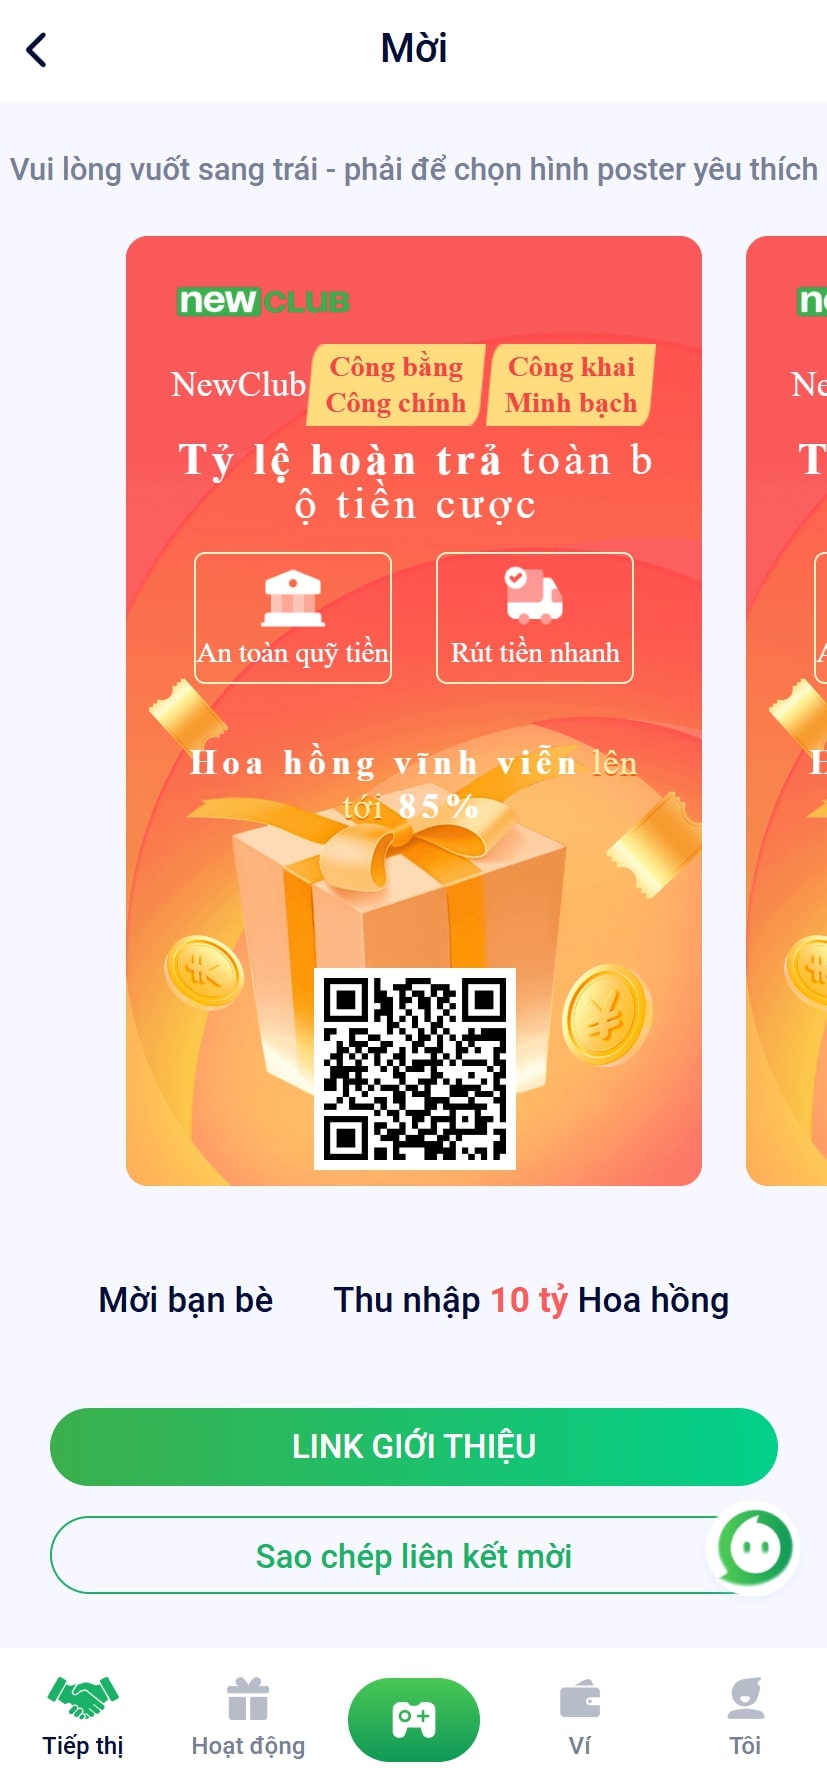 Mời
Vui lòng vuốt sang trái - phải để chọn hình poster yêu thích
new CLUB
NewClub
Công bằng
Công chính
Công khai
Minh bạch
Tỷ lệ hoàn trả toàn b
ộ tiền cược
An toàn quỹ tiền
Rút tiền nhanh
Hoa hồng vĩnh viễn lên
tới 85%
Mời bạn bè
Thu nhập 10 tỷ Hoa hồng
LINK GIỚI THIỆU
Sao chép liên kết mời
Tiếp thị
Hoạt động
Ví
Tôi